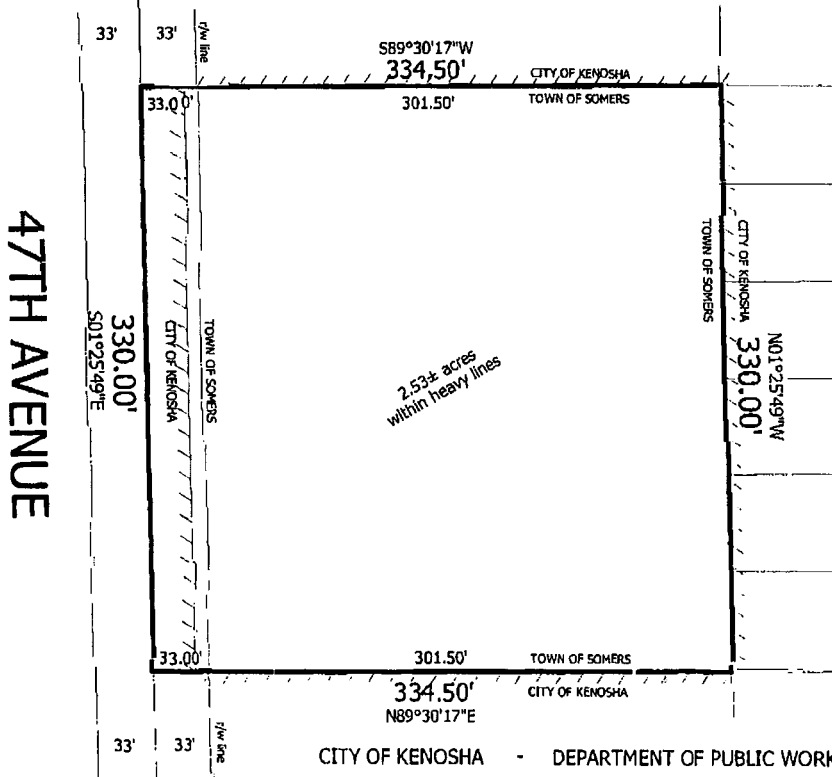 33' 33' r/w line
S89°30'17"W
334.50' CITY OF KENOSHA
33.00' 301.50' TOWN OF SOMERS
47TH AVENUE
S01°25'49"E
330.00'
CITY OF KENOSHA
TOWN OF SOMERS
2.53± acres
within heavy lines
TOWN OF SOMERS
CITY OF KENOSHA
330.00'
N01°25'49"W
33.00' 301.50' TOWN OF SOMERS
334.50' CITY OF KENOSHA
N89°30'17"E
33' 33' r/w line
CITY OF KENOSHA - DEPARTMENT OF PUBLIC WORK